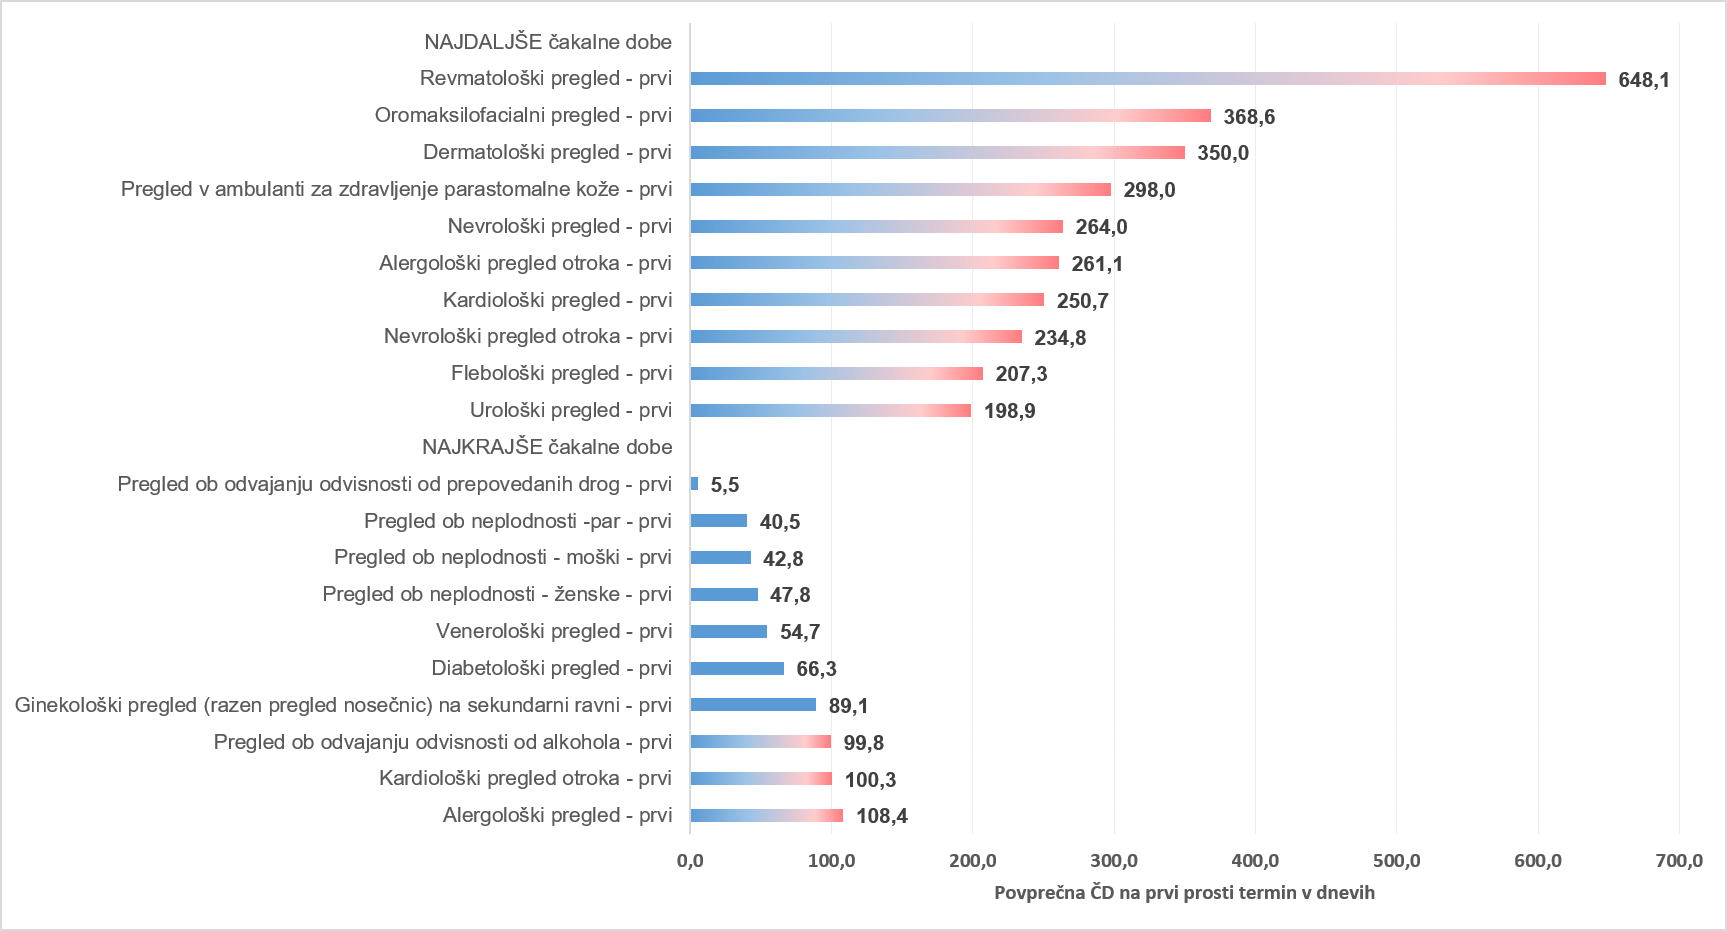 NAJDALJŠE čakalne dobe
Revmatološki pregled - prvi 648,1
Oromaksilofacialni pregled - prvi 368,6
Dermatološki pregled - prvi 350,0
Pregled v ambulanti za zdravljenje parastomalne kože - prvi 298,0
Nevrološki pregled - prvi 264,0
Alergološki pregled otroka - prvi 261,1
Kardiološki pregled - prvi 250,7
Nevrološki pregled otroka - prvi 234,8
Flebološki pregled - prvi 207,3
Urološki pregled - prvi 198,9
NAJKRAJŠE čakalne dobe
Pregled ob odvajanju odvisnosti od prepovedanih drog - prvi 5,5
Pregled ob neplodnosti -par - prvi 40,5
Pregled ob neplodnosti - moški - prvi 42,8
Pregled ob neplodnosti - ženske - prvi 47,8
Venerološki pregled - prvi 54,7
Diabetološki pregled - prvi 66,3
Ginekološki pregled (razen pregled nosečnic) na sekundarni ravni - prvi 89,1
Pregled ob odvajanju odvisnosti od alkohola - prvi 99,8
Kardiološki pregled otroka - prvi 100,3
Alergološki pregled - prvi 108,4
0,0 100,0 200,0 300,0 400,0 500,0 600,0 700,0
Povprečna ČD na prvi prosti termin v dnevih